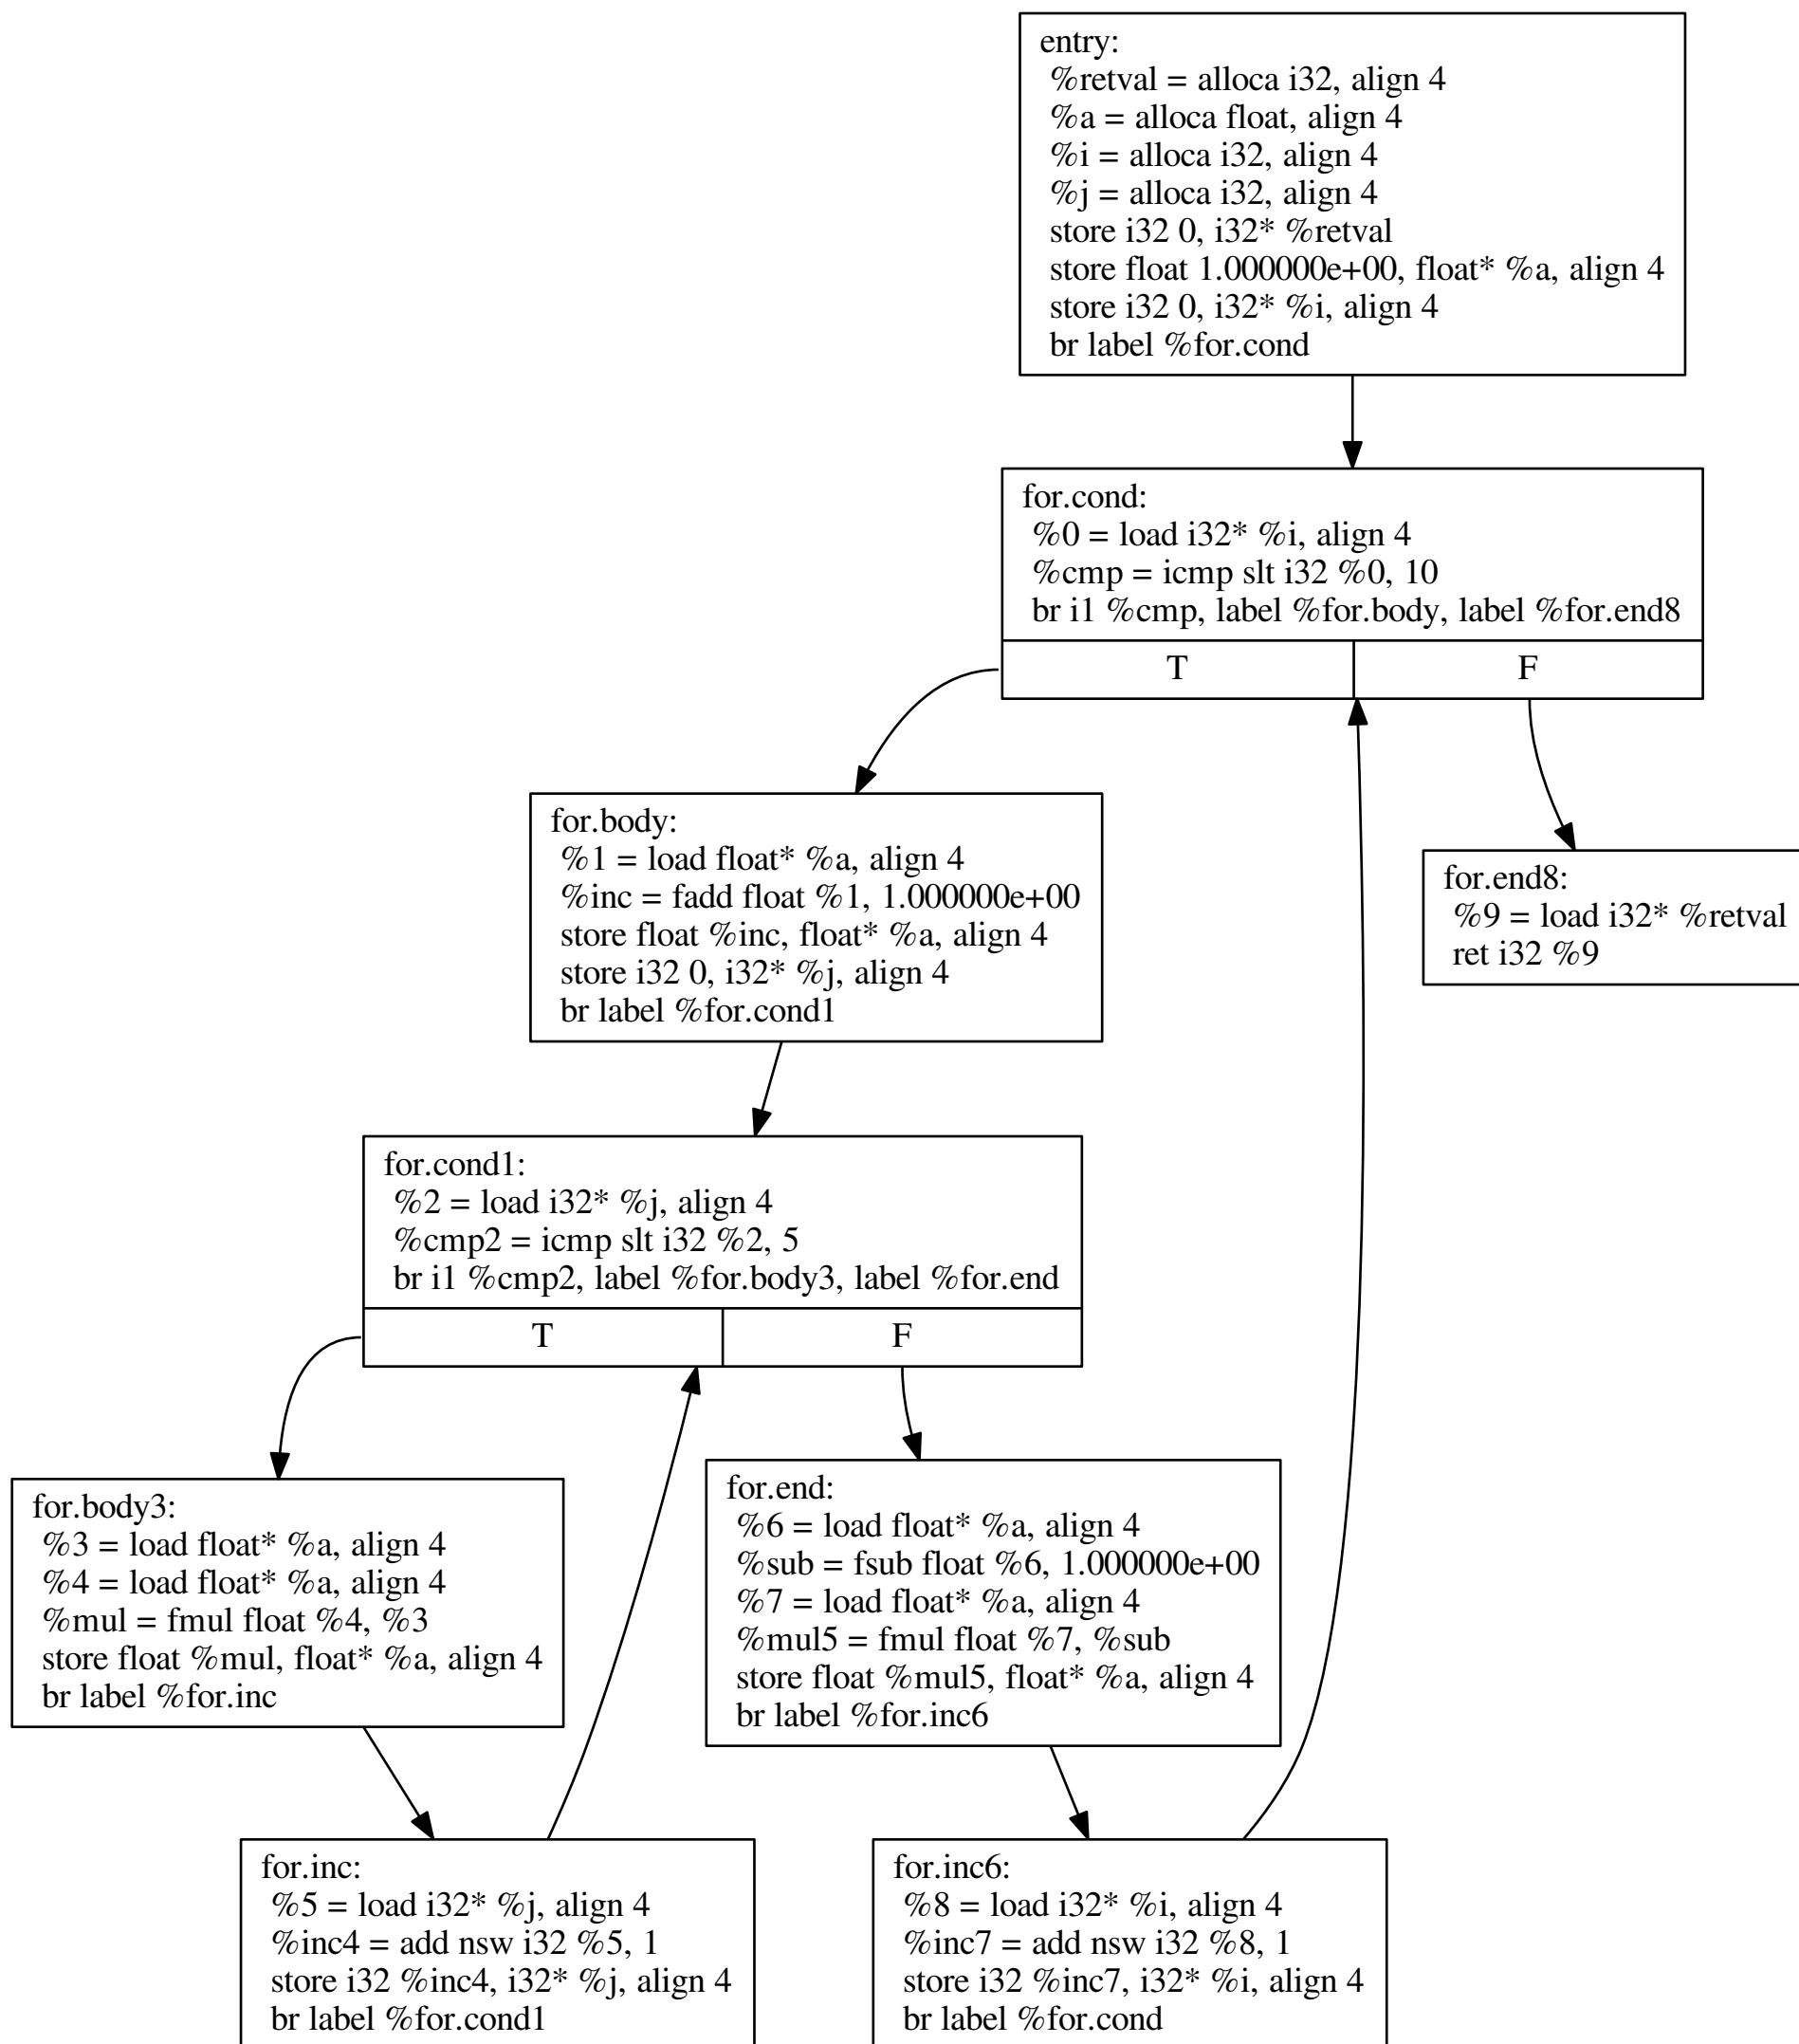 entry:
%retval = alloca i32, align 4
%a = alloca float, align 4
%i = alloca i32, align 4
%j = alloca i32, align 4
store i32 0, i32* %retval
store float 1.000000e+00, float* %a, align 4
store i32 0, i32* %i, align 4
br label %for.cond
for.cond:
%0 = load i32* %i, align 4
%cmp = icmp slt i32 %0, 10
br i1 %cmp, label %for.body, label %for.end8
T
F
for.body:
%1 = load float* %a, align 4
%inc = fadd float %1, 1.000000e+00
store float %inc, float* %a, align 4
store i32 0, i32* %j, align 4
br label %for.cond1
for.end8:
%9 = load i32* %retval
ret i32 %9
for.cond1:
%2 = load i32* %j, align 4
%cmp2 = icmp slt i32 %2, 5
br i1 %cmp2, label %for.body3, label %for.end
T
F
for.body3:
%3 = load float* %a, align 4
%4 = load float* %a, align 4
%mul = fmul float %4, %3
store float %mul, float* %a, align 4
br label %for.inc
for.end:
%6 = load float* %a, align 4
%sub = fsub float %6, 1.000000e+00
%7 = load float* %a, align 4
%mul5 = fmul float %7, %sub
store float %mul5, float* %a, align 4
br label %for.inc6
for.inc:
%5 = load i32* %j, align 4
%inc4 = add nsw i32 %5, 1
store i32 %inc4, i32* %j, align 4
br label %for.cond1
for.inc6:
%8 = load i32* %i, align 4
%inc7 = add nsw i32 %8, 1
store i32 %inc7, i32* %i, align 4
br label %for.cond